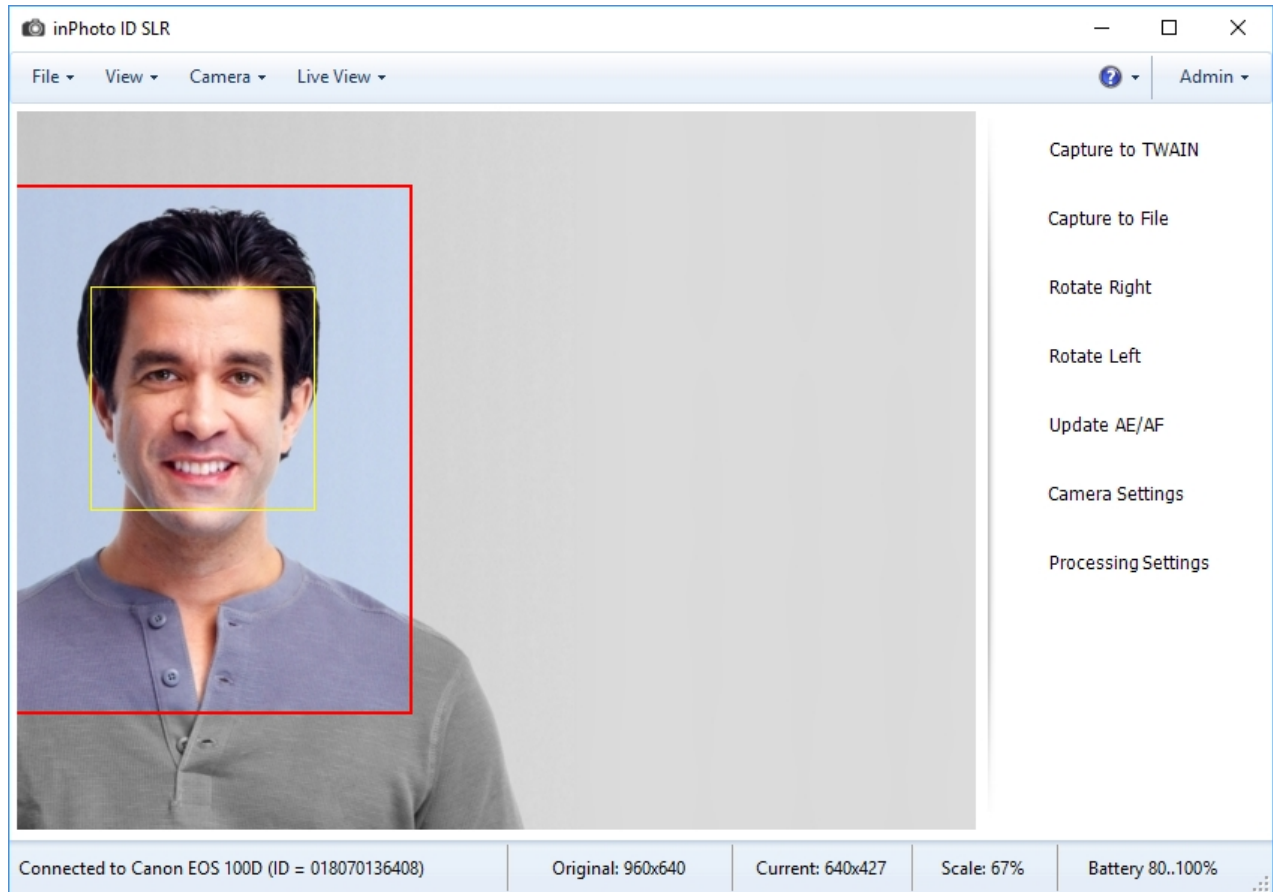 inPhoto ID SLR
File View Camera Live View ? Admin
Capture to TWAIN
Capture to File
Rotate Right
Rotate Left
Update AE/AF
Camera Settings
Processing Settings
Connected to Canon EOS 100D (ID = 018070136408) Original: 960x640 Current: 640x427 Scale: 67% Battery 80..100%